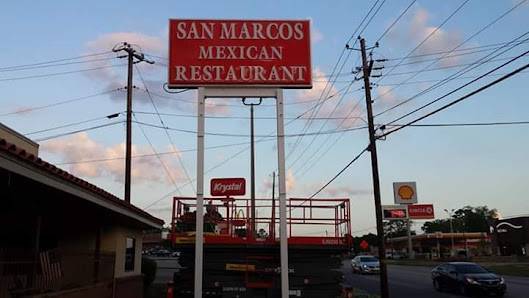 SAN MARCOS
MEXICAN
RESTAURANT
Krystal